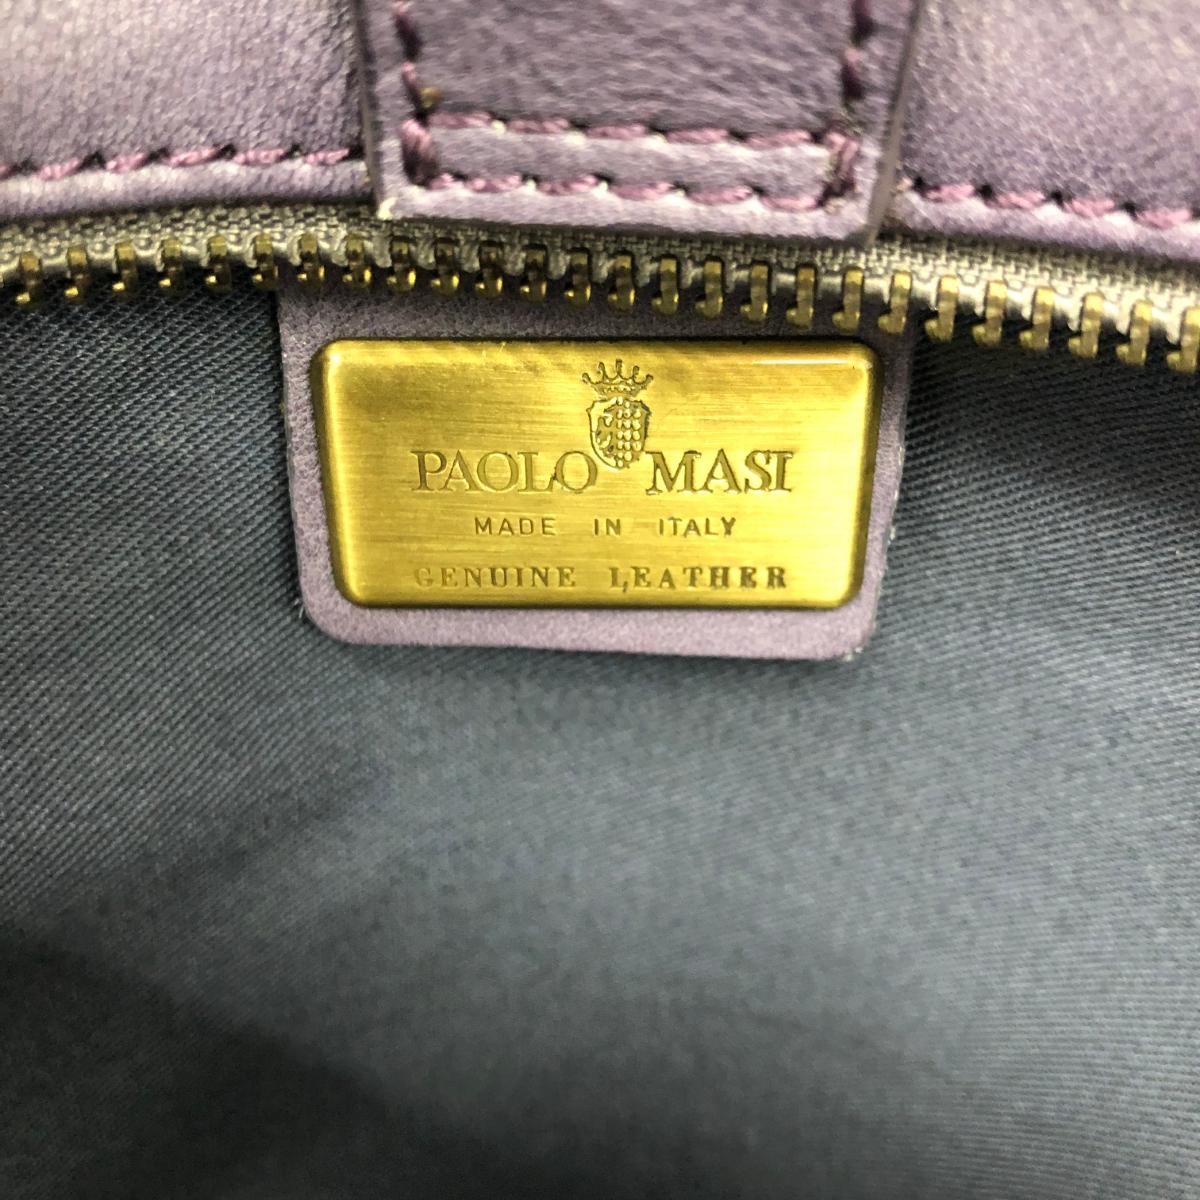 PAOLO MASI
MADE IN ITALY
GENUINE LEATHER